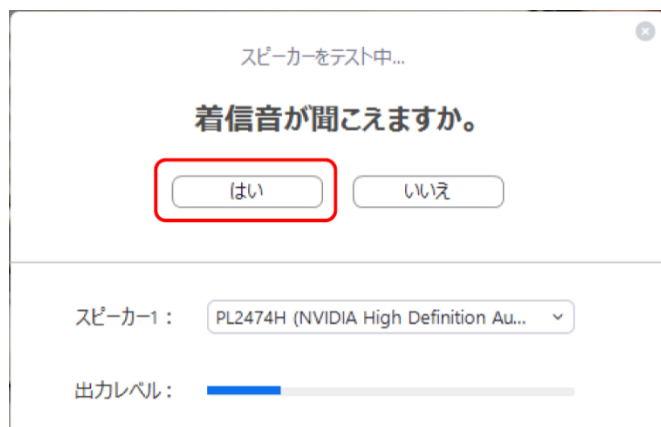 スピーカーをテスト中...
着信音が聞こえますか。
はい いいえ
スピーカー1： PL2474H (NVIDIA High Definition Au...
出力レベル：